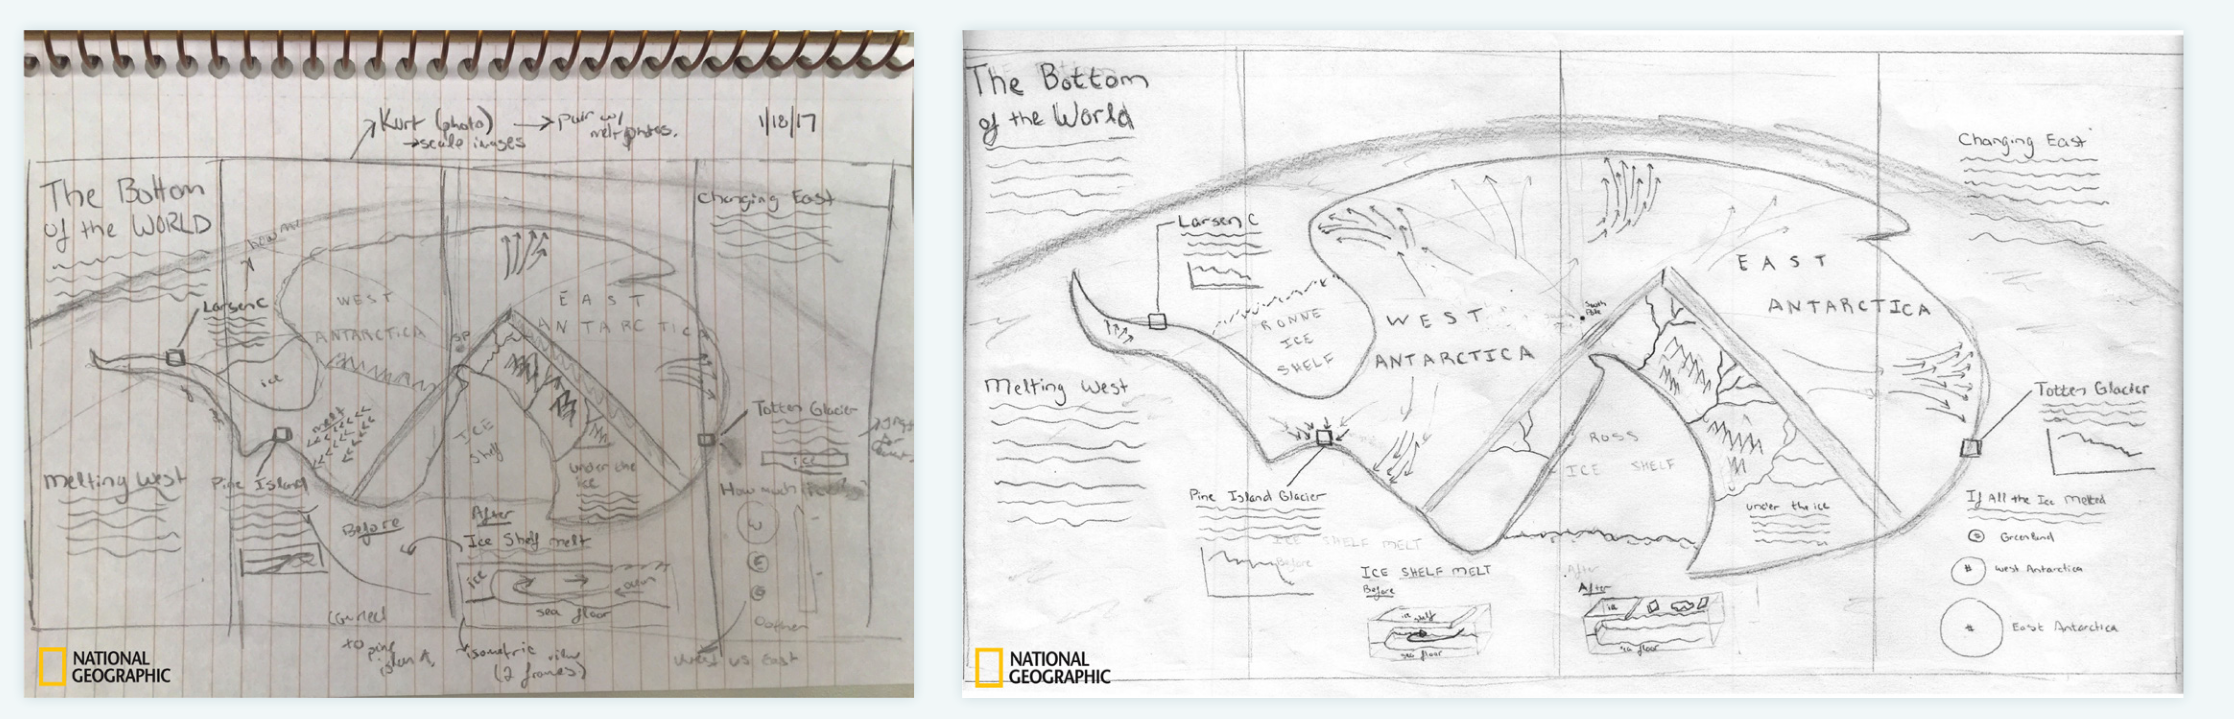 Kurt (photo) → pair w/
melt photos.
→ scale images
1/18/17
The Bottom
of the WORLD
Changing East
Larsen C
WEST
ANTARCTICA
EAST
ANTARCTICA
SP
ice
melt
ICE
Shelf
Totten Glacier
ice
Melting West
Pine Island
under the
ice
How much
Before
After
Ice Shelf melt
ice
sea floor
connect
to pine
island
isometric view
(2 frames)
West vs East
NATIONAL
GEOGRAPHIC
The Bottom
of the World
Changing East
Larsen C
RONNE
ICE
SHELF
WEST
ANTARCTICA
South
Pole
EAST
ANTARCTICA
Melting West
Totten Glacier
ROSS
ICE SHELF
Pine Island Glacier
under the ice
If All the Ice Melted
Greenland
West Antarctica
East Antarctica
ICE SHELF MELT
Before
After
ICE SHELF MELT
Before
After
ice shelf
sea floor
ice
sea floor
NATIONAL
GEOGRAPHIC